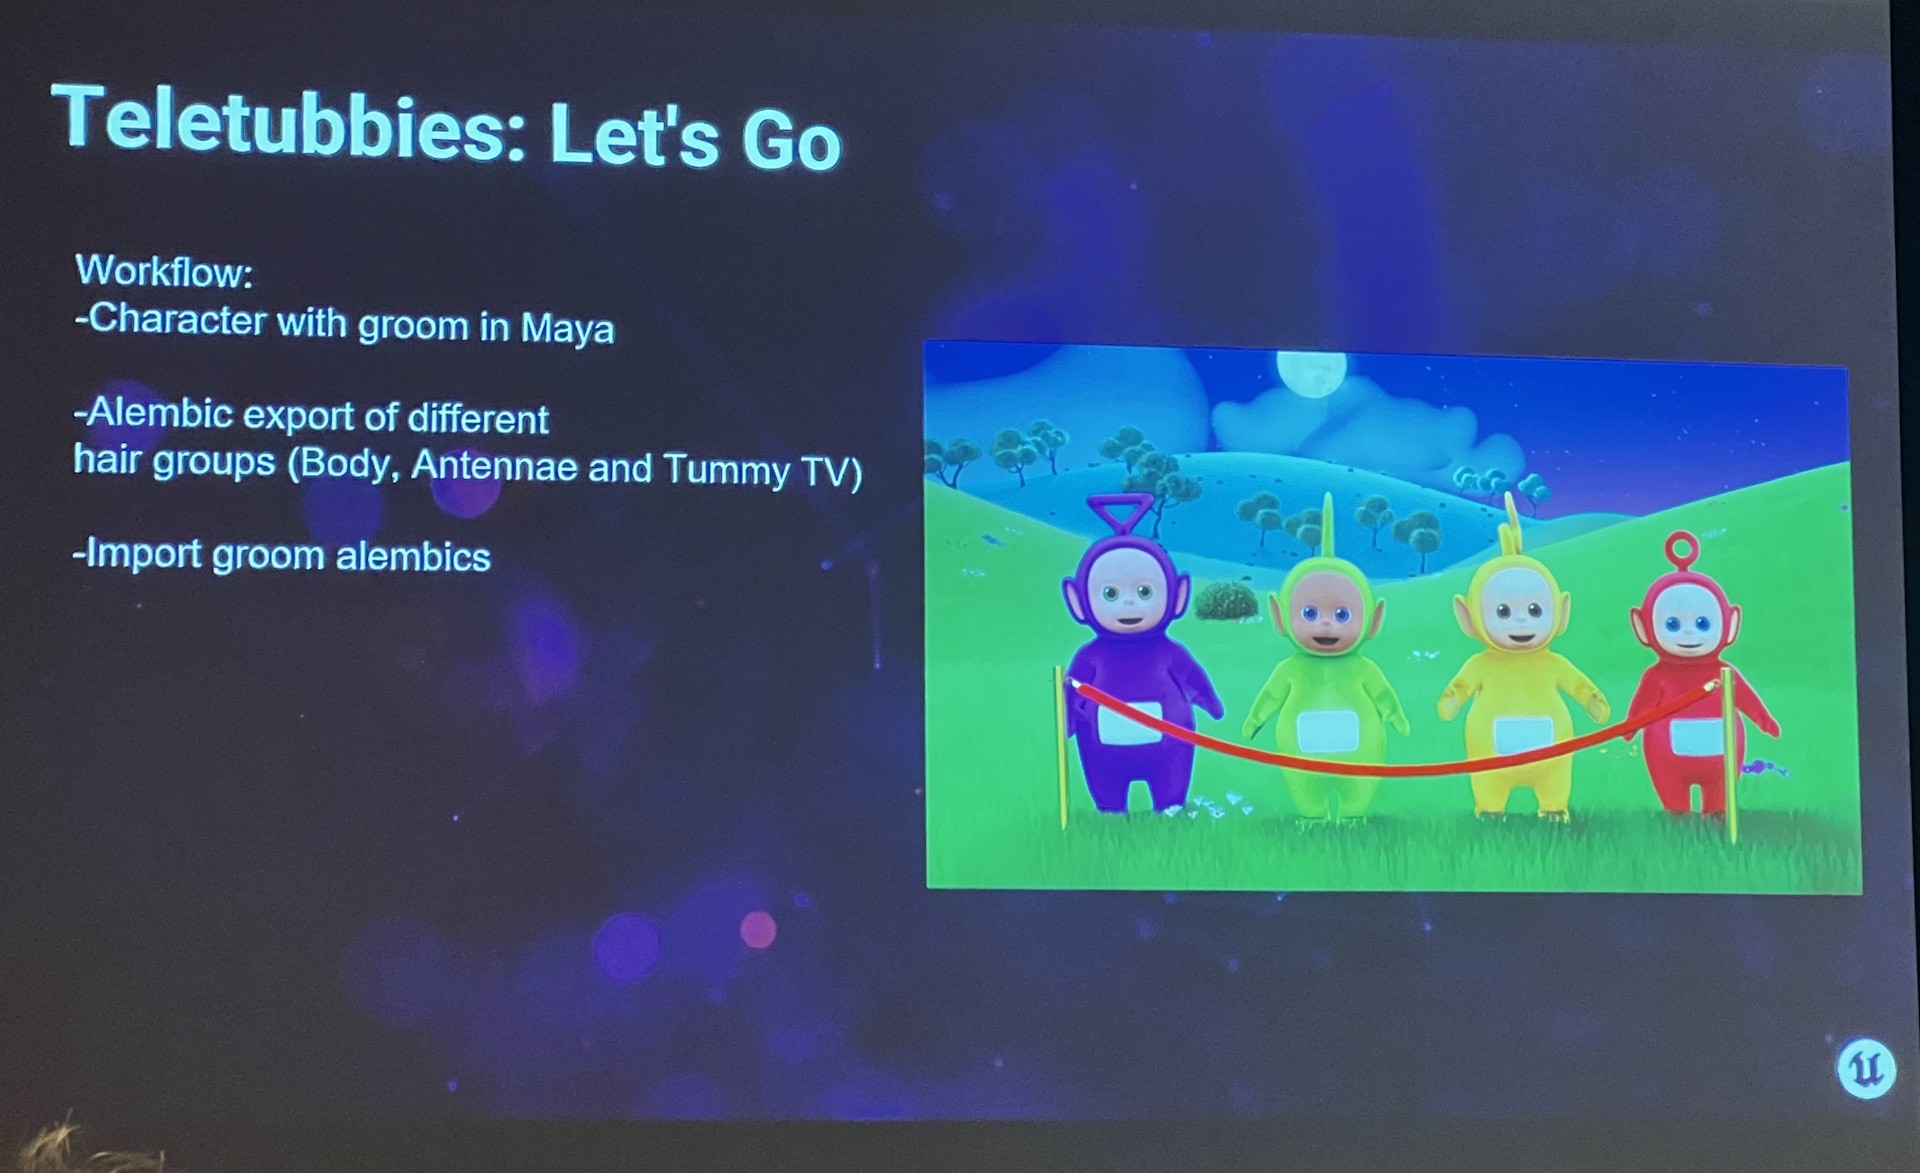 Teletubbies: Let's Go
Workflow:
-Character with groom in Maya
-Alembic export of different
hair groups (Body, Antennae and Tummy TV)
-Import groom alembics